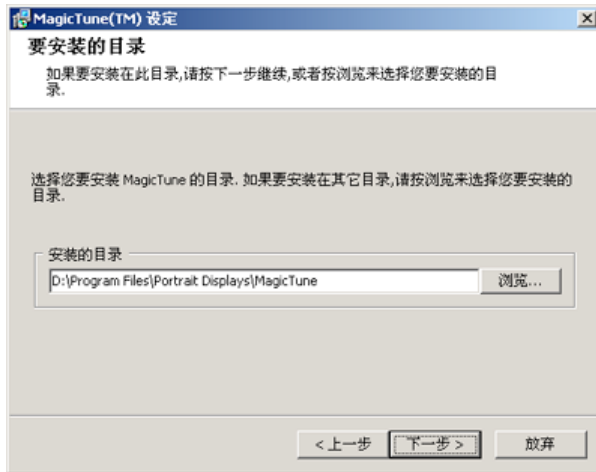 MagicTune(TM) 设定
要安装的目录
如果要安装在此目录,请按下一步继续,或者按浏览来选择您要安装的目
录.
选择您要安装 MagicTune 的目录. 如果要安装在其它目录,请按浏览来选择您要安装的
目录.
安装的目录
D:\Program Files\Portrait Displays\MagicTune
浏览...
< 上一步
下一步 >
放弃